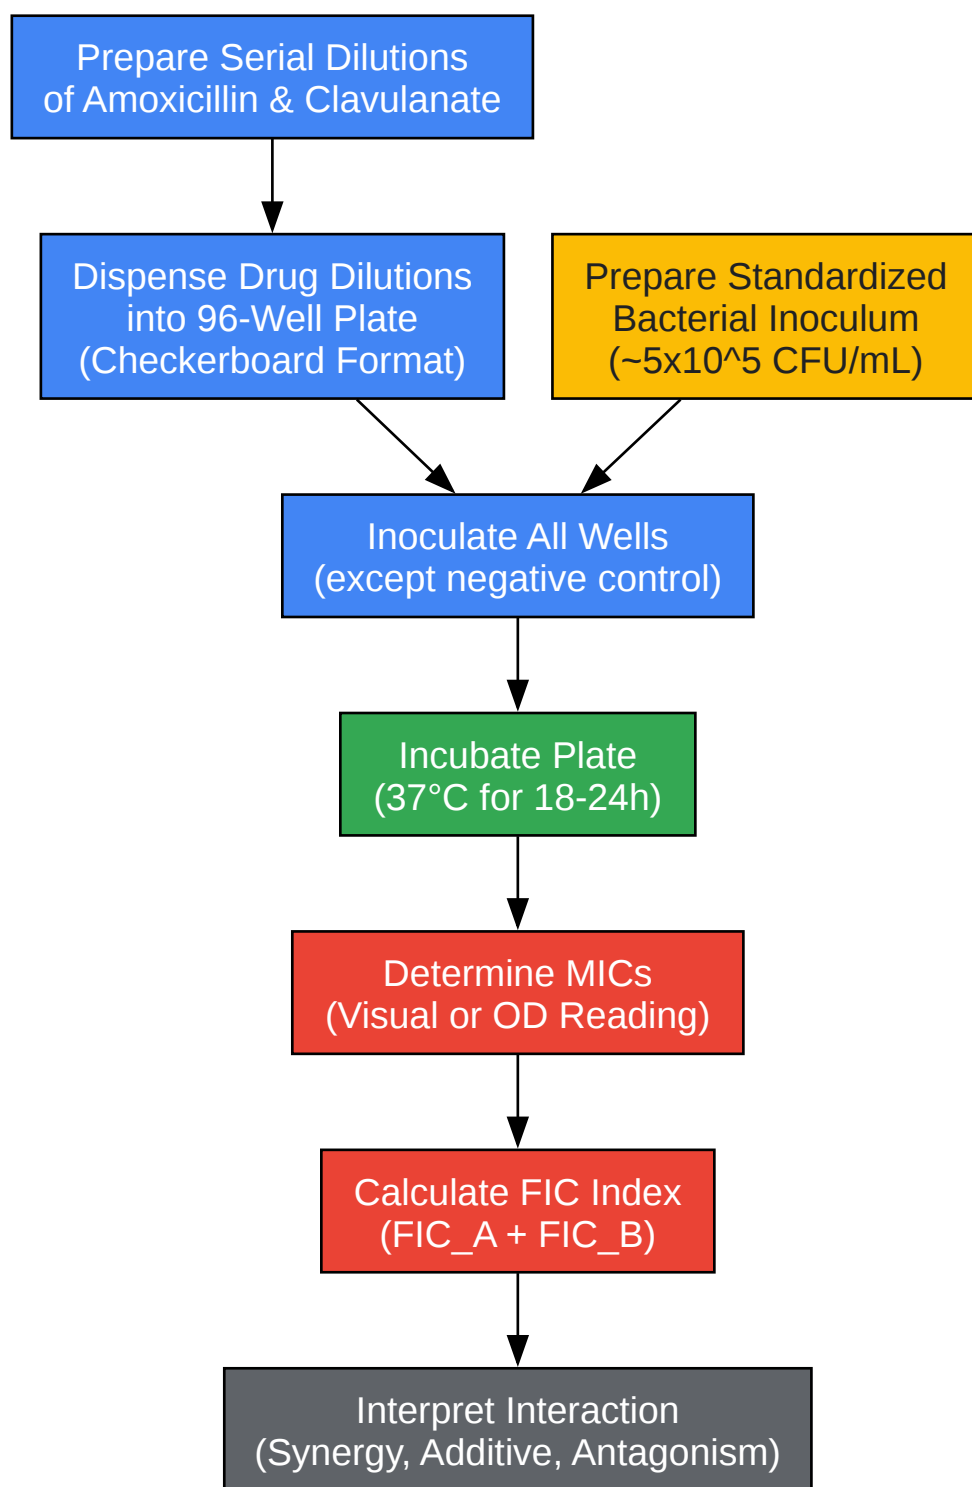 Prepare Serial Dilutions
of Amoxicillin & Clavulanate
Dispense Drug Dilutions
into 96-Well Plate
(Checkerboard Format)
Prepare Standardized
Bacterial Inoculum
(~5x10^5 CFU/mL)
Inoculate All Wells
(except negative control)
Incubate Plate
(37°C for 18-24h)
Determine MICs
(Visual or OD Reading)
Calculate FIC Index
(FIC_A + FIC_B)
Interpret Interaction
(Synergy, Additive, Antagonism)